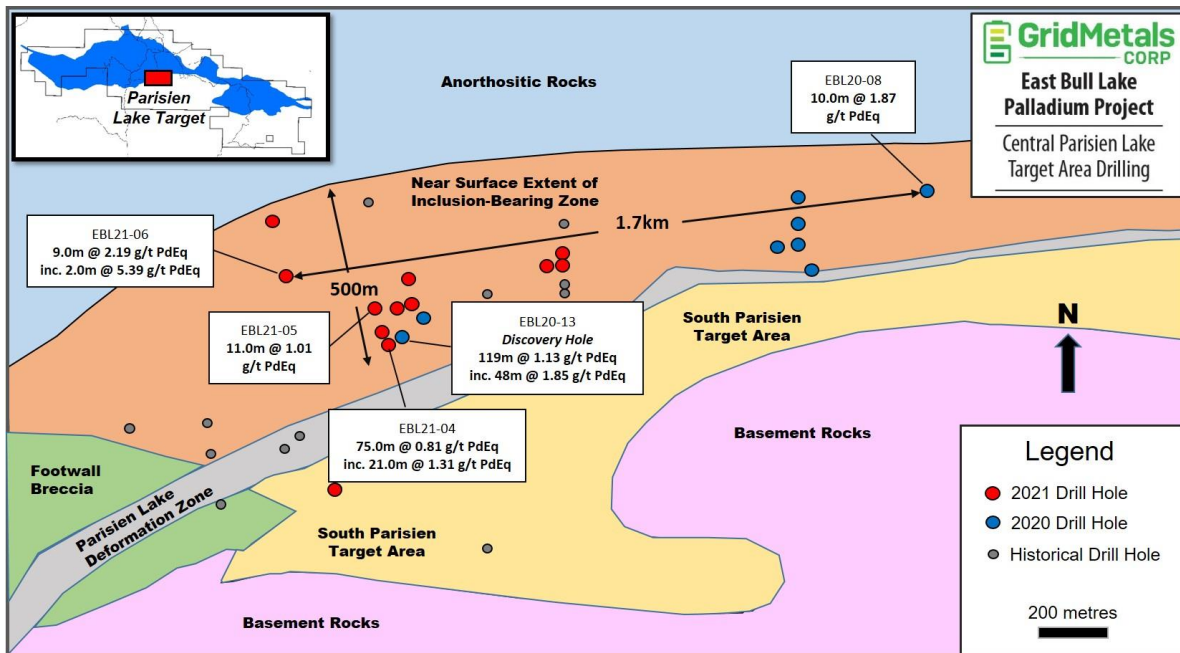 Parisien
Lake Target
Anorthositic Rocks
EBL20-08
10.0m @ 1.87
g/t PdEq
GridMetals
CORP
East Bull Lake
Palladium Project
Central Parisien Lake
Target Area Drilling
Near Surface Extent of
Inclusion-Bearing Zone
1.7km
EBL21-06
9.0m @ 2.19 g/t PdEq
inc. 2.0m @ 5.39 g/t PdEq
500m
EBL21-05
11.0m @ 1.01
g/t PdEq
EBL20-13
Discovery Hole
119m @ 1.13 g/t PdEq
inc. 48m @ 1.85 g/t PdEq
South Parisien
Target Area
N
EBL21-04
75.0m @ 0.81 g/t PdEq
inc. 21.0m @ 1.31 g/t PdEq
Basement Rocks
Footwall
Breccia
Parisien Lake
Deformation Zone
South Parisien
Target Area
Basement Rocks
Legend
2021 Drill Hole
2020 Drill Hole
Historical Drill Hole
200 metres